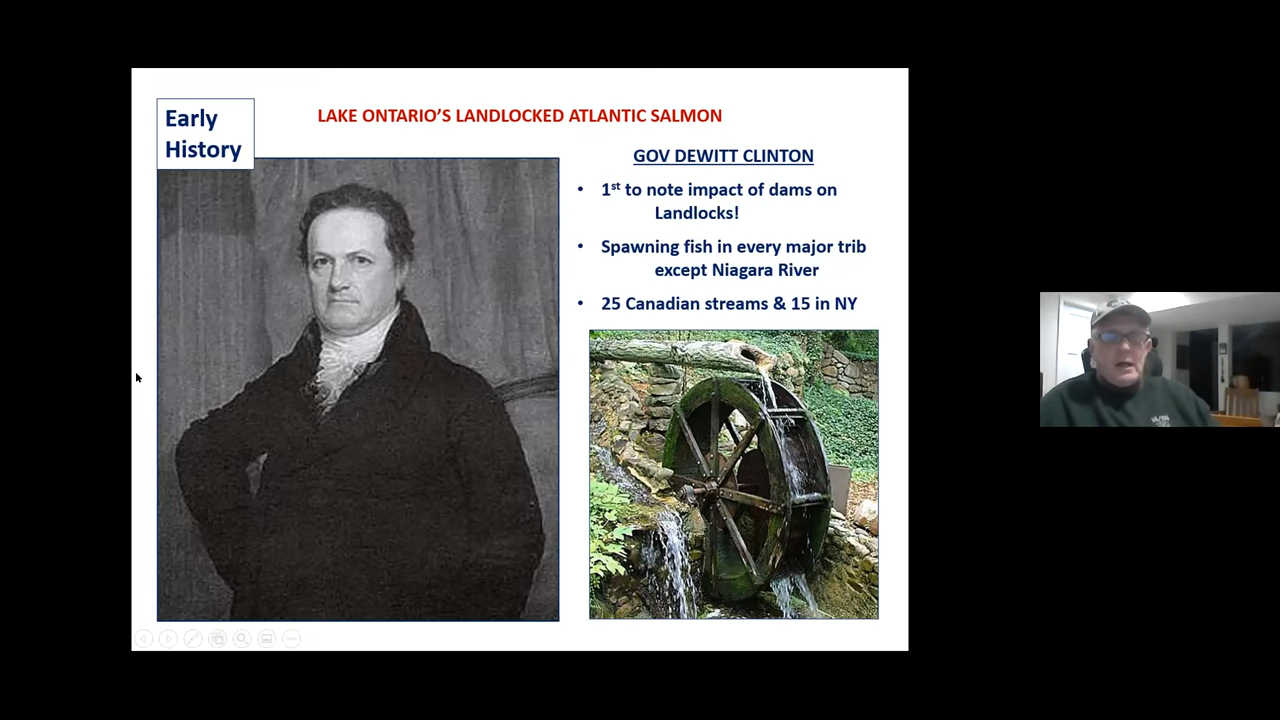 Early
History
LAKE ONTARIO'S LANDLOCKED ATLANTIC SALMON
GOV DEWITT CLINTON
• 1st to note impact of dams on
Landlocks!
• Spawning fish in every major trib
except Niagara River
• 25 Canadian streams & 15 in NY